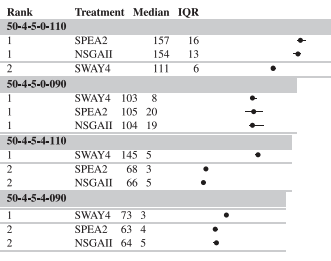 Rank Treatment Median IQR
50-4-5-0-110
1 SPEA2 157 16
1 NSGAII 154 13
2 SWAY4 111 6
50-4-5-0-090
1 SWAY4 103 8
1 SPEA2 105 20
1 NSGAII 104 19
50-4-5-4-110
1 SWAY4 145 5
2 SPEA2 68 3
2 NSGAII 66 5
50-4-5-4-090
1 SWAY4 73 3
2 SPEA2 63 4
2 NSGAII 64 5